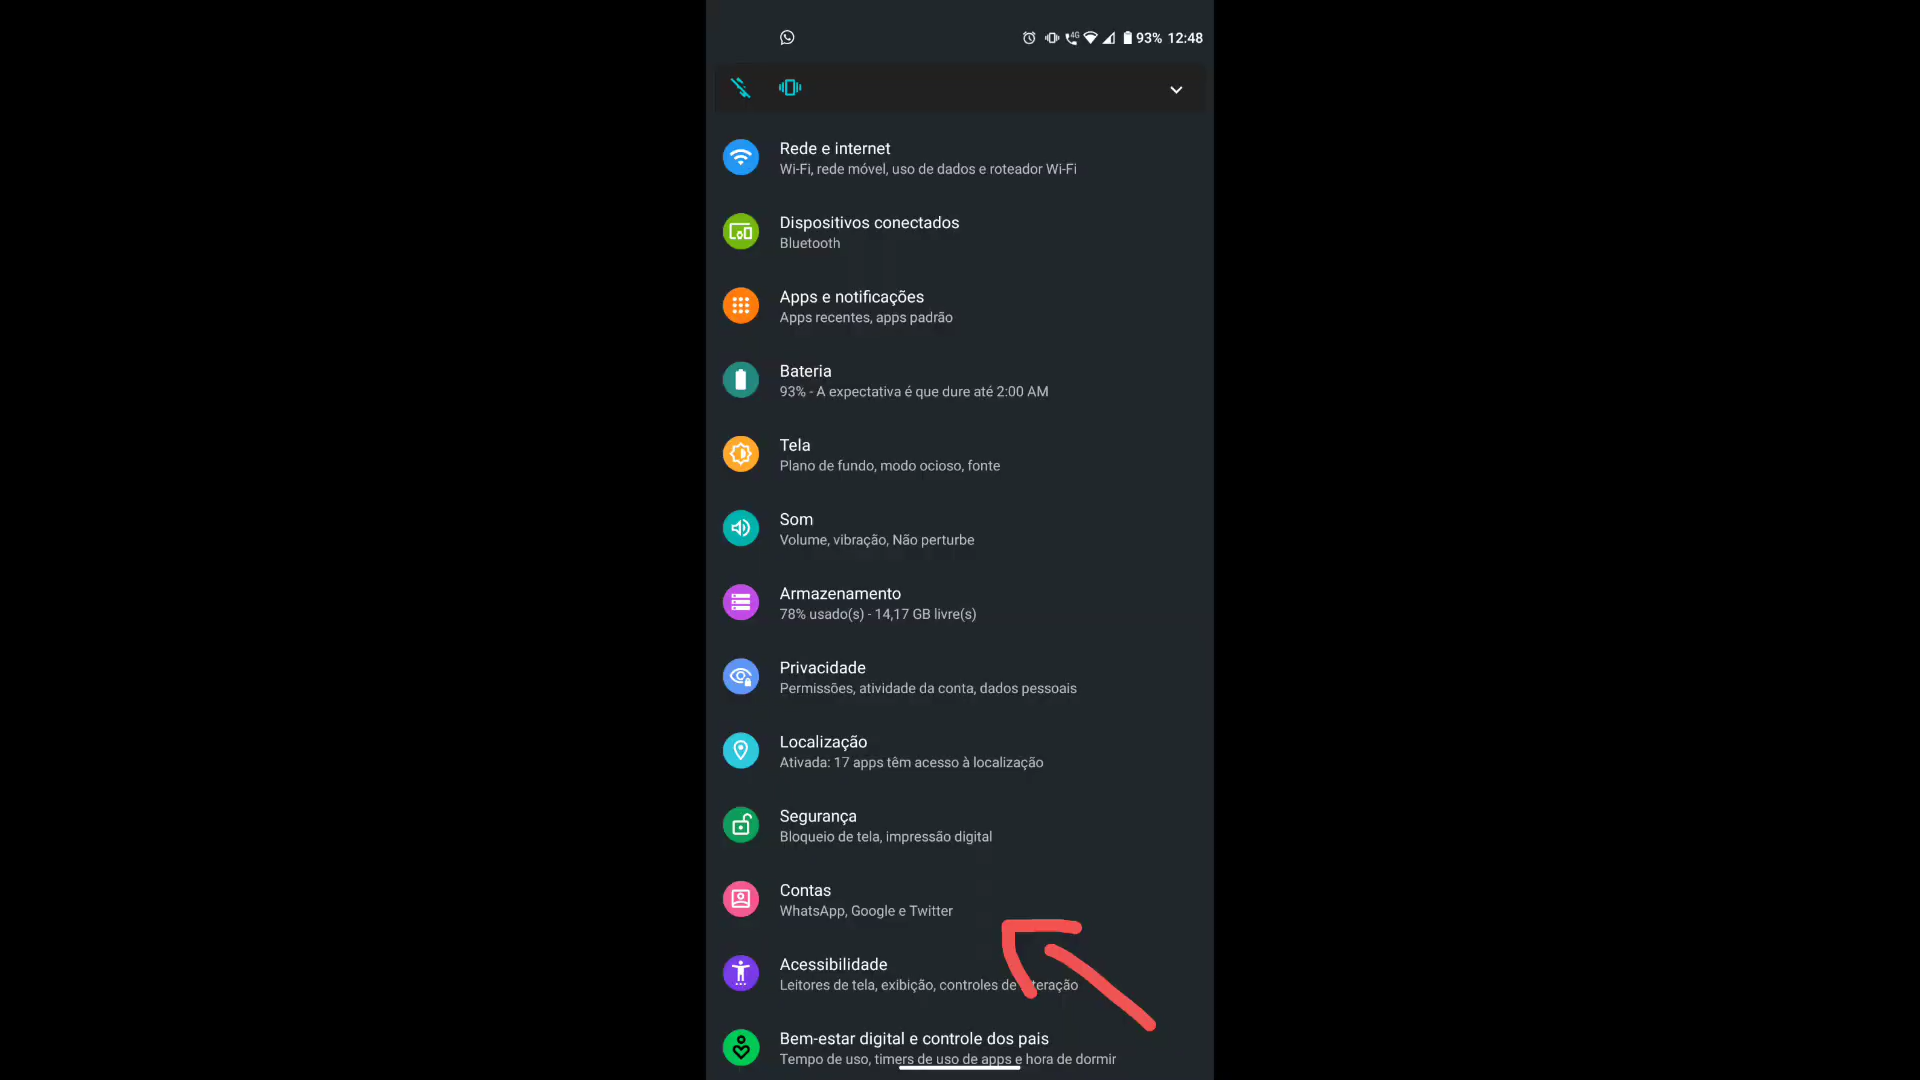 4G 93% 12:48
Rede e internet
Wi-Fi, rede móvel, uso de dados e roteador Wi-Fi
Dispositivos conectados
Bluetooth
Apps e notificações
Apps recentes, apps padrão
Bateria
93% - A expectativa é que dure até 2:00 AM
Tela
Plano de fundo, modo ocioso, fonte
Som
Volume, vibração, Não perturbe
Armazenamento
78% usado(s) - 14,17 GB livre(s)
Privacidade
Permissões, atividade da conta, dados pessoais
Localização
Ativada: 17 apps têm acesso à localização
Segurança
Bloqueio de tela, impressão digital
Contas
WhatsApp, Google e Twitter
Acessibilidade
Leitores de tela, exibição, controles de teração
Bem-estar digital e controle dos pais
Tempo de uso, timers de uso de apps e hora de dormir